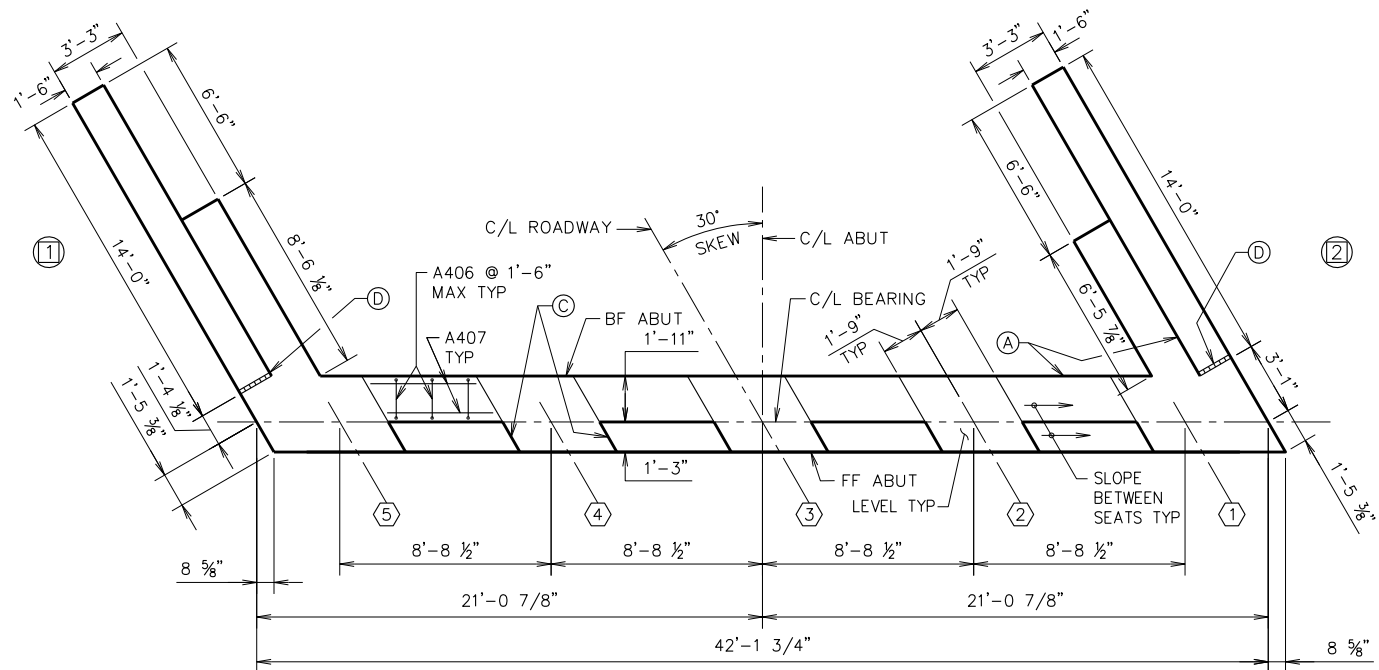 3'-3"
1'-6"
6'-6"
14'-0"
1
8'-6 ⅛"
D
1'-4 ⅛"
1'-5 ⅜"
C/L ROADWAY
30°
SKEW
C/L ABUT
A406 @ 1'-6"
MAX TYP
C
A407
TYP
BF ABUT
1'-11"
C/L BEARING
1'-9"
TYP
1'-9"
TYP
3'-3"
1'-6"
6'-6"
14'-0"
2
D
A
6'-5 ⅞"
3'-1"
1'-5 ⅜"
1'-3"
FF ABUT
LEVEL TYP
SLOPE
BETWEEN
SEATS TYP
5
4
3
2
1
8'-8 ½"
8'-8 ½"
8'-8 ½"
8'-8 ½"
8 ⅝"
21'-0 7/8"
21'-0 7/8"
42'-1 3/4"
8 ⅝"